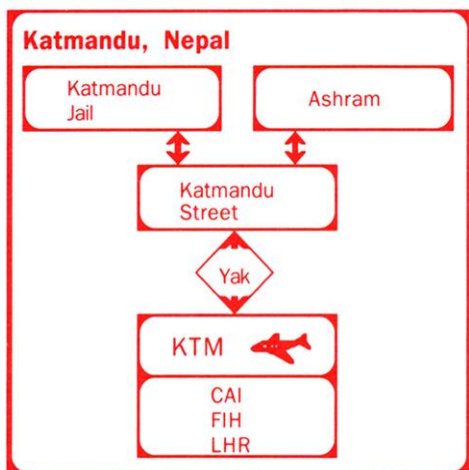 Katmandu, Nepal
Katmandu
Jail
Ashram
Katmandu
Street
Yak
KTM
CAI
FIH
LHR